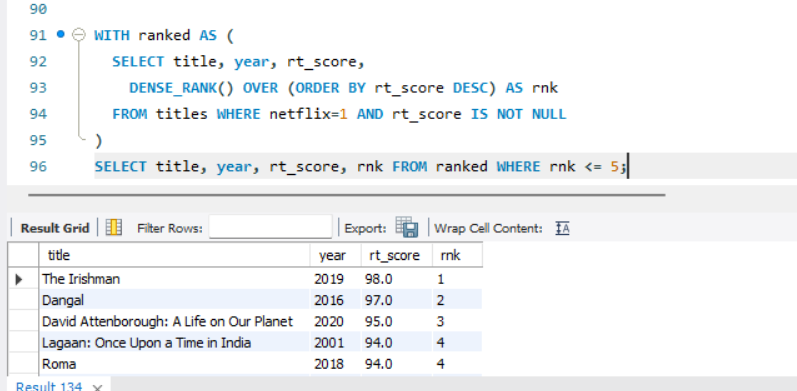 90
91 WITH ranked AS (
92 SELECT title, year, rt_score,
93 DENSE_RANK() OVER (ORDER BY rt_score DESC) AS rnk
94 FROM titles WHERE netflix=1 AND rt_score IS NOT NULL
95 )
96 SELECT title, year, rt_score, rnk FROM ranked WHERE rnk <= 5;
Result Grid Filter Rows: Export: Wrap Cell Content: IA
title year rt_score rnk
The Irishman 2019 98.0 1
Dangal 2016 97.0 2
David Attenborough: A Life on Our Planet 2020 95.0 3
Lagaan: Once Upon a Time in India 2001 94.0 4
Roma 2018 94.0 4
Result 134 ×